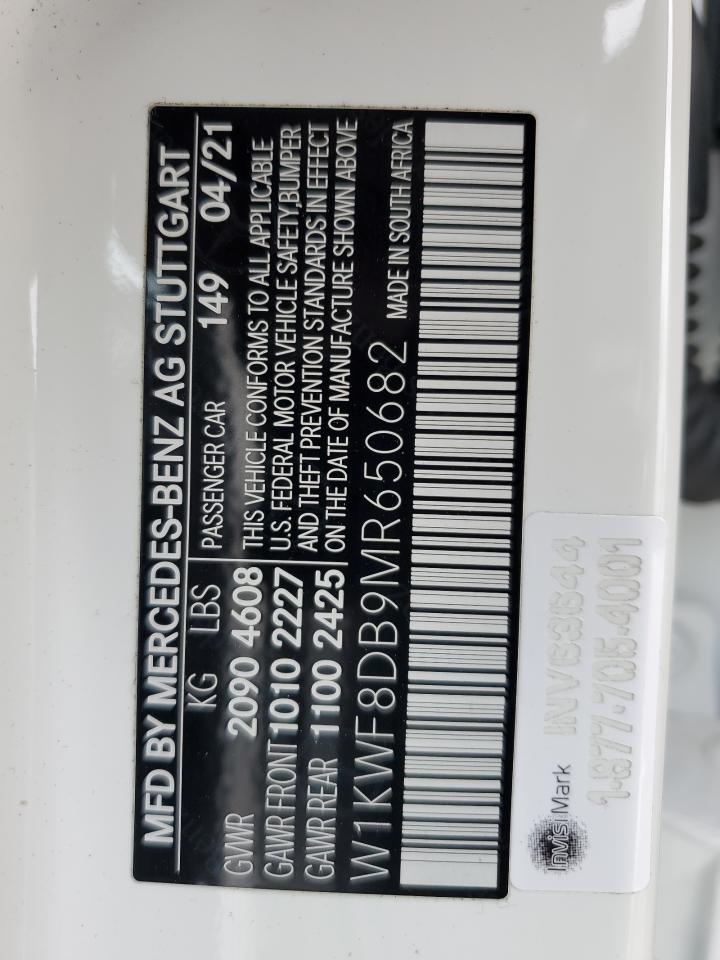 MFD BY MERCEDES-BENZ AG STUTTGART
KG LBS PASSENGER CAR 149 04/21
GVWR 2090 4608 THIS VEHICLE CONFORMS TO ALL APPLICABLE
GAWR FRONT 1010 2227 U.S. FEDERAL MOTOR VEHICLE SAFETY,BUMPER
GAWR REAR 1100 2425 AND THEFT PREVENTION STANDARDS IN EFFECT
ON THE DATE OF MANUFACTURE SHOWN ABOVE
W1KWF8DB9MR650682 MADE IN SOUTH AFRICA
InvisiMark INV63B44
1-877-705-4001